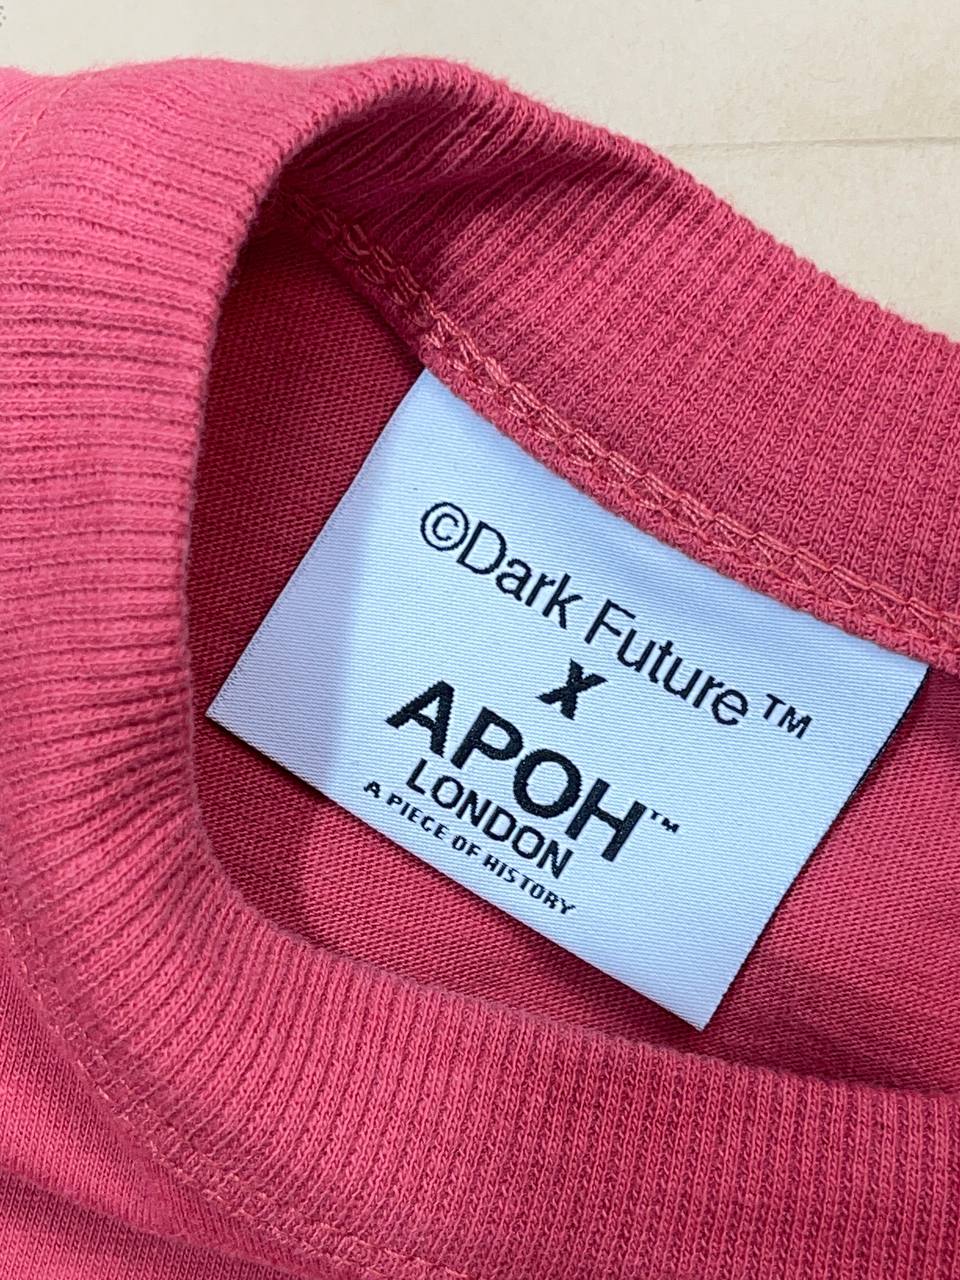 ©Dark Future™
X
APOH™
LONDON
A PIECE OF HISTORY